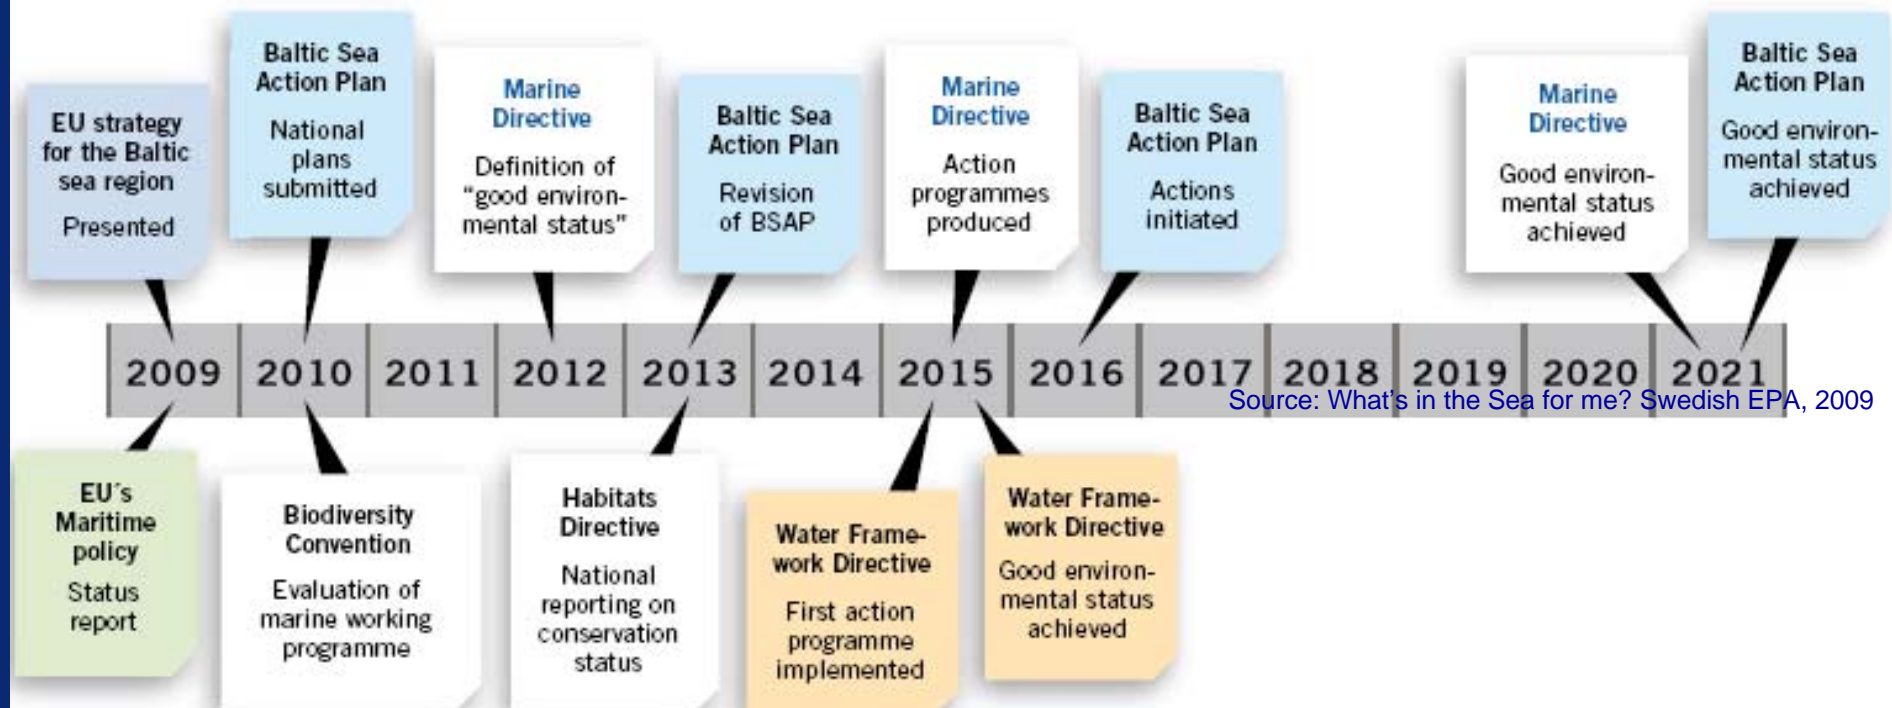 EU strategy
for the Baltic
sea region
Presented
Baltic Sea
Action Plan
National
plans
submitted
Marine
Directive
Definition of
"good environ-
mental status"
Baltic Sea
Action Plan
Revision
of BSAP
Marine
Directive
Action
programmes
produced
Baltic Sea
Action Plan
Actions
initiated
Marine
Directive
Good environ-
mental status
achieved
Baltic Sea
Action Plan
Good environ-
mental status
achieved
2009 2010 2011 2012 2013 2014 2015 2016 2017 2018 2019 2020 2021
Source: What's in the Sea for me? Swedish EPA, 2009
EU´s
Maritime
policy
Status
report
Biodiversity
Convention
Evaluation of
marine working
programme
Habitats
Directive
National
reporting on
conservation
status
Water Frame-
work Directive
First action
programme
implemented
Water Frame-
work Directive
Good environ-
mental status
achieved